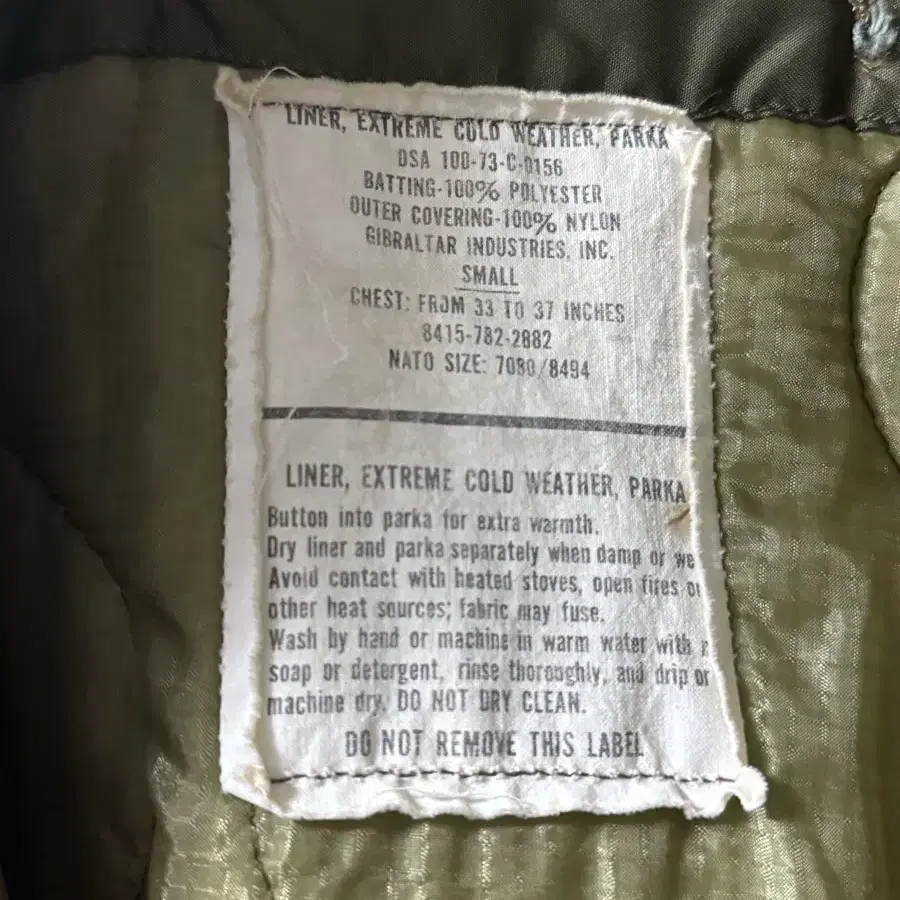 LINER, EXTREME COLD WEATHER, PARKA
DSA 100-73-C-0156
BATTING-100% POLYESTER
OUTER COVERING-100% NYLON
GIBRALTAR INDUSTRIES, INC.
SMALL
CHEST: FROM 33 TO 37 INCHES
8415-782-2882
NATO SIZE: 7080/8494
LINER, EXTREME COLD WEATHER, PARKA
Button into parka for extra warmth.
Dry liner and parka separately when damp or we
Avoid contact with heated stoves, open fires or
other heat sources; fabric may fuse.
Wash by hand or machine in warm water with
soap or detergent, rinse thoroughly, and drip or
machine dry. DO NOT DRY CLEAN.
DO NOT REMOVE THIS LABEL